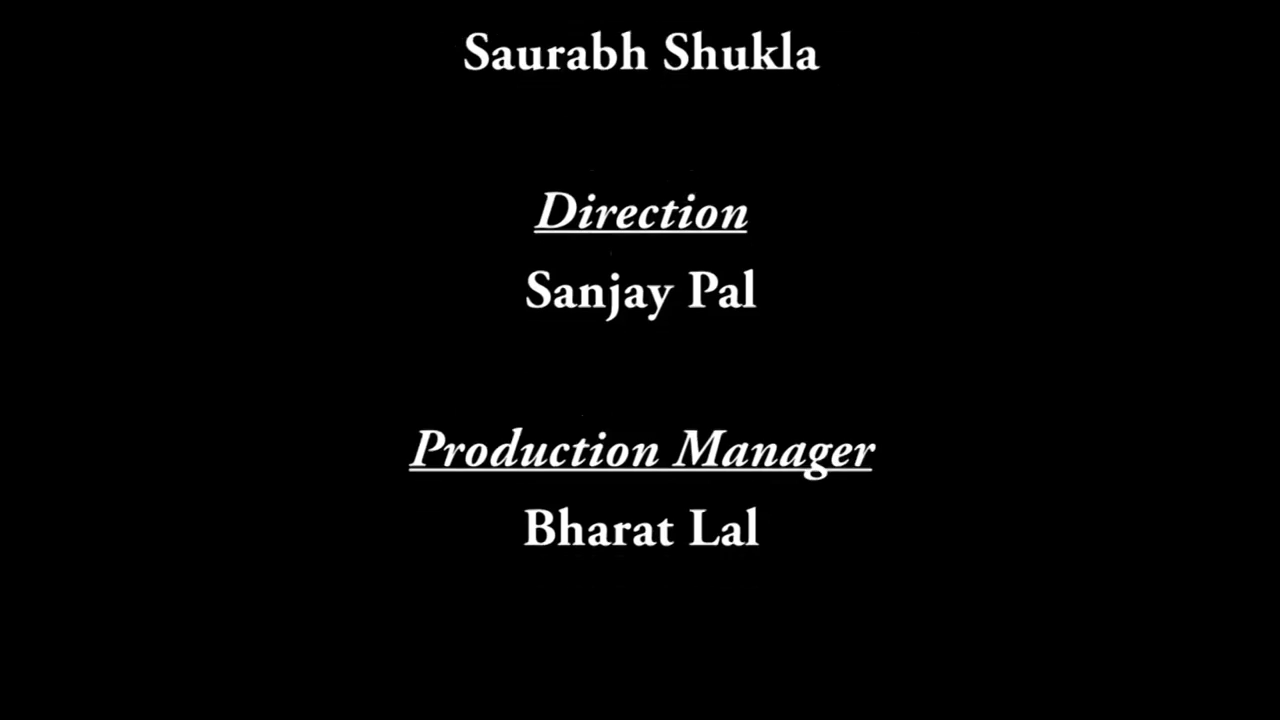 Saurabh Shukla
Direction
Sanjay Pal
Production Manager
Bharat Lal